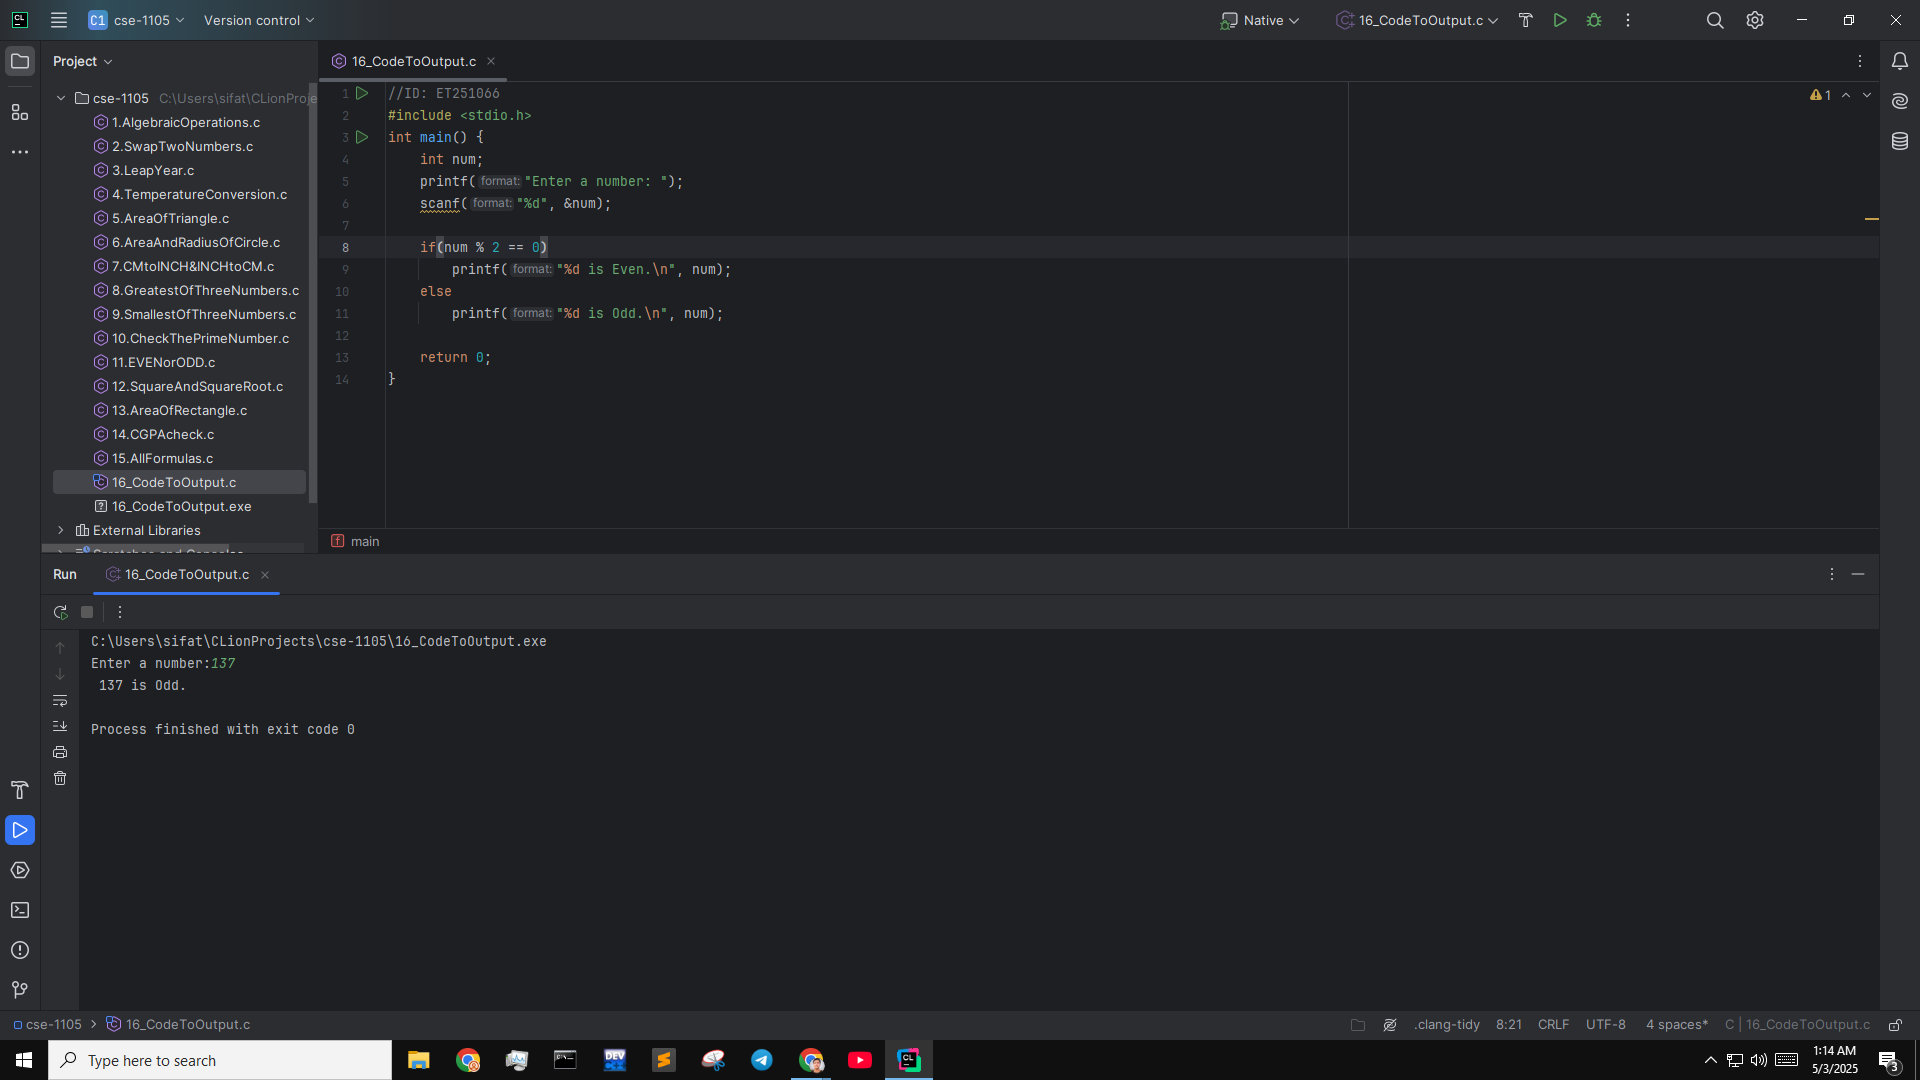 C1 cse-1105 Version control Native 16_CodeToOutput.c
Project
16_CodeToOutput.c
cse-1105 C:\Users\sifat\CLionProje
1.AlgebraicOperations.c
2.SwapTwoNumbers.c
3.LeapYear.c
4.TemperatureConversion.c
5.AreaOfTriangle.c
6.AreaAndRadiusOfCircle.c
7.CMtoINCH&INCHtoCM.c
8.GreatestOfThreeNumbers.c
9.SmallestOfThreeNumbers.c
10.CheckThePrimeNumber.c
11.EVENorODD.c
12.SquareAndSquareRoot.c
13.AreaOfRectangle.c
14.CGPAcheck.c
15.AllFormulas.c
16_CodeToOutput.c
16_CodeToOutput.exe
External Libraries
Scratches and Consoles
1 //ID: ET251066
2 #include <stdio.h>
3 int main() {
4 int num;
5 printf( format: "Enter a number: ");
6 scanf( format: "%d", &num);
7
8 if(num % 2 == 0)
9 printf( format: "%d is Even.\n", num);
10 else
11 printf( format: "%d is Odd.\n", num);
12
13 return 0;
14 }
1
main
Run 16_CodeToOutput.c
C:\Users\sifat\CLionProjects\cse-1105\16_CodeToOutput.exe
Enter a number:137
137 is Odd.
Process finished with exit code 0
cse-1105 16_CodeToOutput.c .clang-tidy 8:21 CRLF UTF-8 4 spaces* C | 16_CodeToOutput.c
Type here to search
DEV
CL
1:14 AM
5/3/2025
3